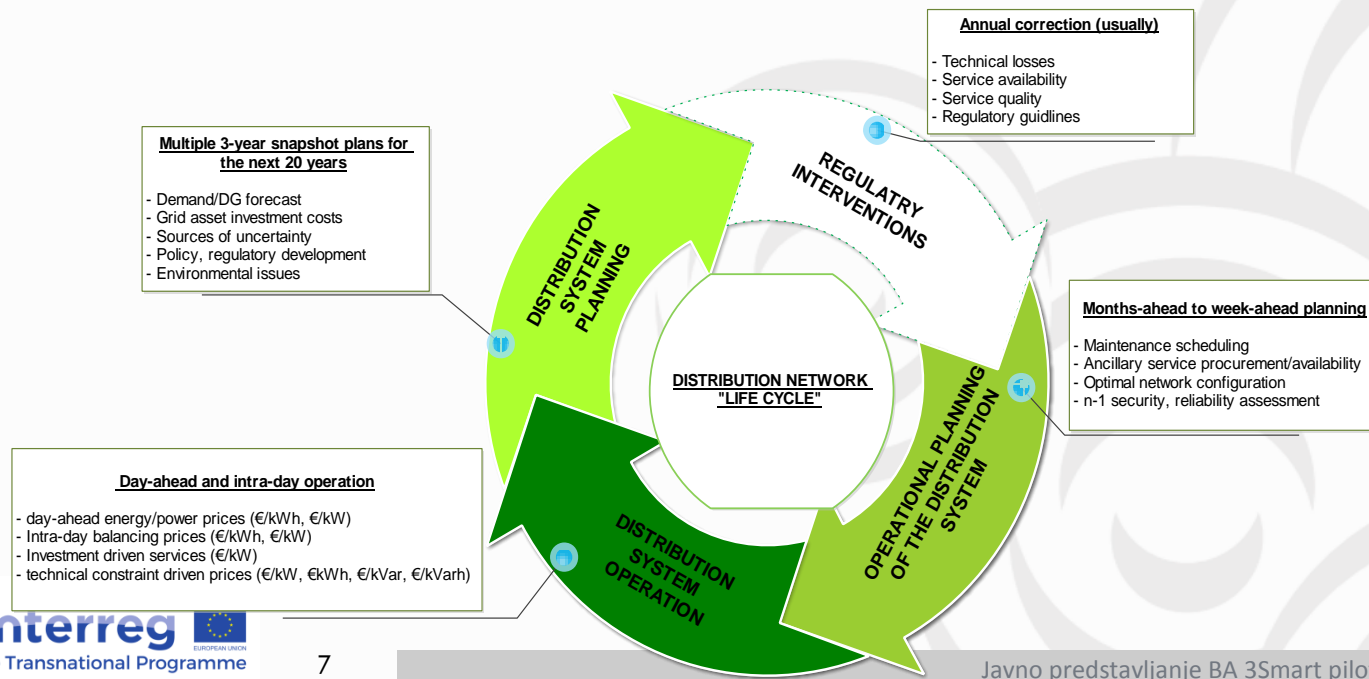 Annual correction (usually)
- Technical losses
- Service availability
- Service quality
- Regulatory guidlines
Multiple 3-year snapshot plans for
the next 20 years
- Demand/DG forecast
- Grid asset investment costs
- Sources of uncertainty
- Policy, regulatory development
- Environmental issues
REGULATRY
INTERVENTIONS
DISTRIBUTION
SYSTEM
PLANNING
Months-ahead to week-ahead planning
- Maintenance scheduling
- Ancillary service procurement/availability
- Optimal network configuration
- n-1 security, reliability assessment
DISTRIBUTION NETWORK
"LIFE CYCLE"
OPERATIONAL PLANNING
OF THE DISTRIBUTION
SYSTEM
Day-ahead and intra-day operation
- day-ahead energy/power prices (€/kWh, €/kW)
- Intra-day balancing prices (€/kWh, €/kW)
- Investment driven services (€/kW)
- technical constraint driven prices (€/kW, €kWh, €/kVar, €/kVarh)
DISTRIBUTION
SYSTEM
OPERATION
nterreg
EUROPEAN UNION
Transnational Programme
7
Javno predstavljanje BA 3Smart pilo